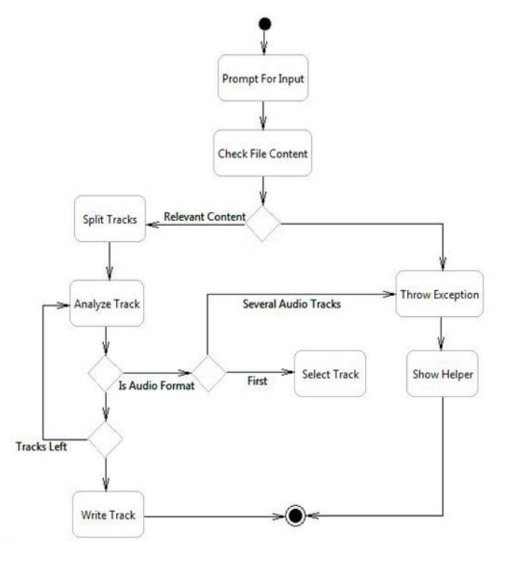 Prompt For Input
Check File Content
Split Tracks
Relevant Content
Analyze Track
Several Audio Tracks
Throw Exception
Is Audio Format
First
Select Track
Show Helper
Tracks Left
Write Track